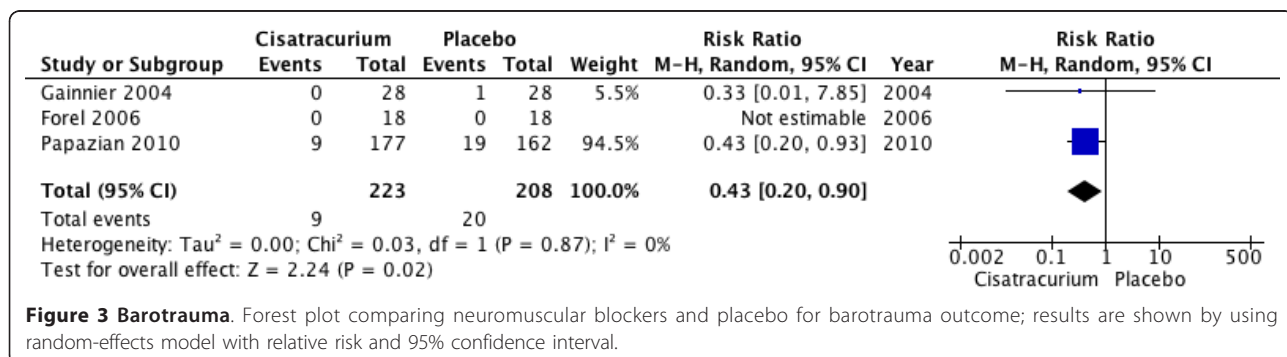 Cisatracurium Placebo Risk Ratio Risk Ratio
Study or Subgroup Events Total Events Total Weight M-H, Random, 95% CI Year M-H, Random, 95% CI
Gainnier 2004 0 28 1 28 5.5% 0.33 [0.01, 7.85] 2004
Forel 2006 0 18 0 18 Not estimable 2006
Papazian 2010 9 177 19 162 94.5% 0.43 [0.20, 0.93] 2010
Total (95% CI) 223 208 100.0% 0.43 [0.20, 0.90]
Total events 9 20
Heterogeneity: Tau² = 0.00; Chi² = 0.03, df = 1 (P = 0.87); I² = 0%
Test for overall effect: Z = 2.24 (P = 0.02)
0.002 0.1 1 10 500
Cisatracurium Placebo
Figure 3 Barotrauma. Forest plot comparing neuromuscular blockers and placebo for barotrauma outcome; results are shown by using
random-effects model with relative risk and 95% confidence interval.